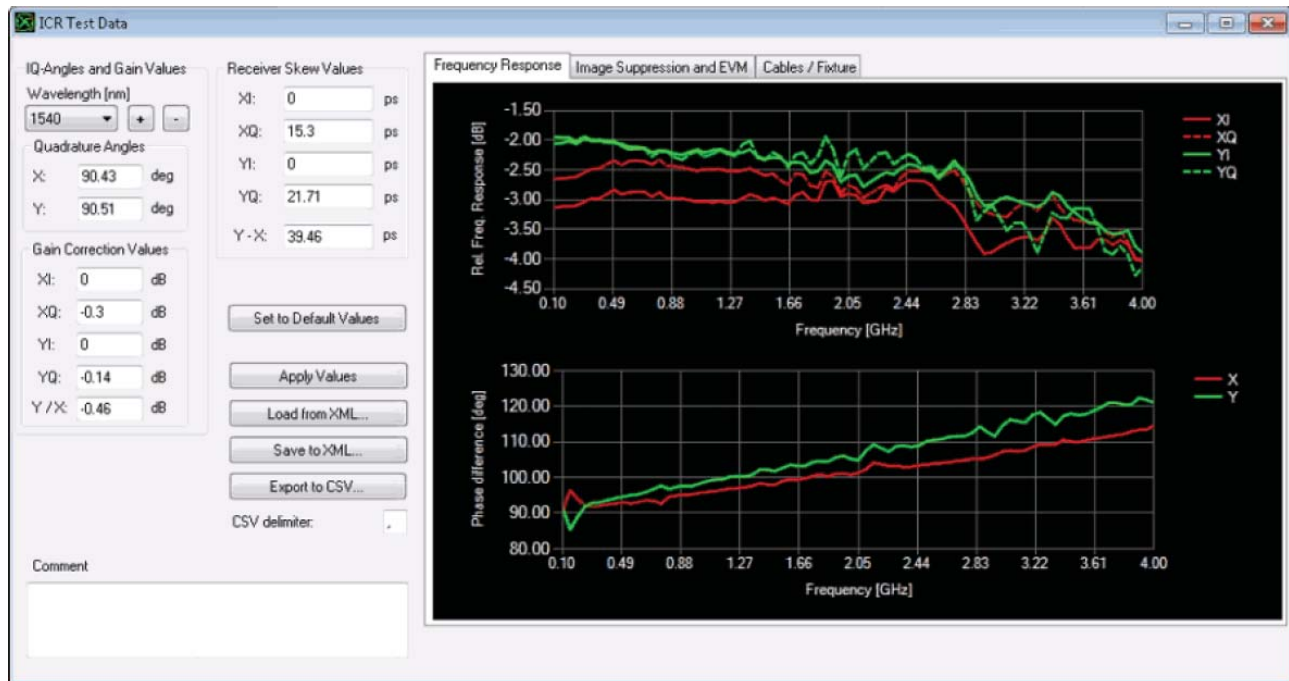 ICR Test Data
IQ-Angles and Gain Values
Wavelength [nm]
1540
+
-
Quadrature Angles
X: 90.43 deg
Y: 90.51 deg
Gain Correction Values
XI: 0 dB
XQ: -0.3 dB
YI: 0 dB
YQ: -0.14 dB
Y /X: -0.46 dB
Receiver Skew Values
XI: 0 ps
XQ: 15.3 ps
YI: 0 ps
YQ: 21.71 ps
Y - X: 39.46 ps
Set to Default Values
Apply Values
Load from XML...
Save to XML...
Export to CSV...
CSV delimiter: ,
Comment
Frequency Response
Image Suppression and EVM
Cables / Fixture
Rel. Freq. Response [dB]
-1.50
-2.00
-2.50
-3.00
-3.50
-4.00
-4.50
0.10 0.49 0.88 1.27 1.66 2.05 2.44 2.83 3.22 3.61 4.00
Frequency [GHz]
XI
XQ
YI
YQ
Phase difference [deg]
130.00
120.00
110.00
100.00
90.00
80.00
0.10 0.49 0.88 1.27 1.66 2.05 2.44 2.83 3.22 3.61 4.00
Frequency [GHz]
X
Y